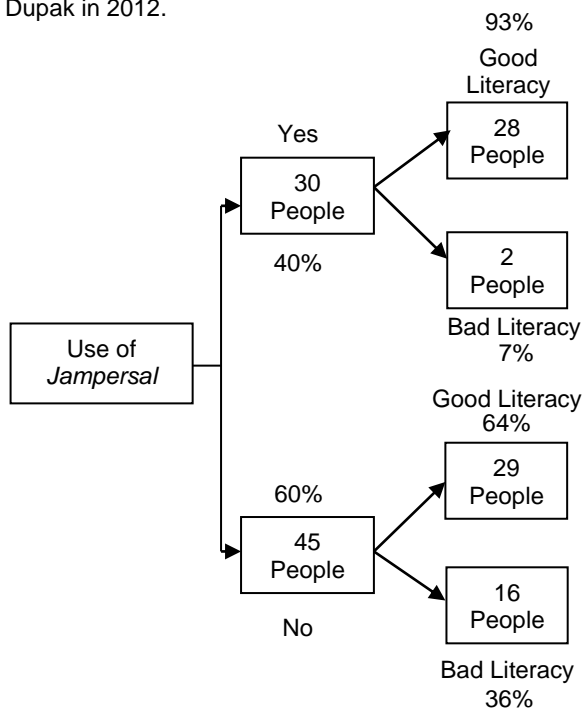 Dupak in 2012.
93%
Good
Literacy
28
People
Yes
30
People
40%
2
People
Bad Literacy
7%
Use of
Jampersal
Good Literacy
64%
29
People
60%
45
People
No
16
People
Bad Literacy
36%